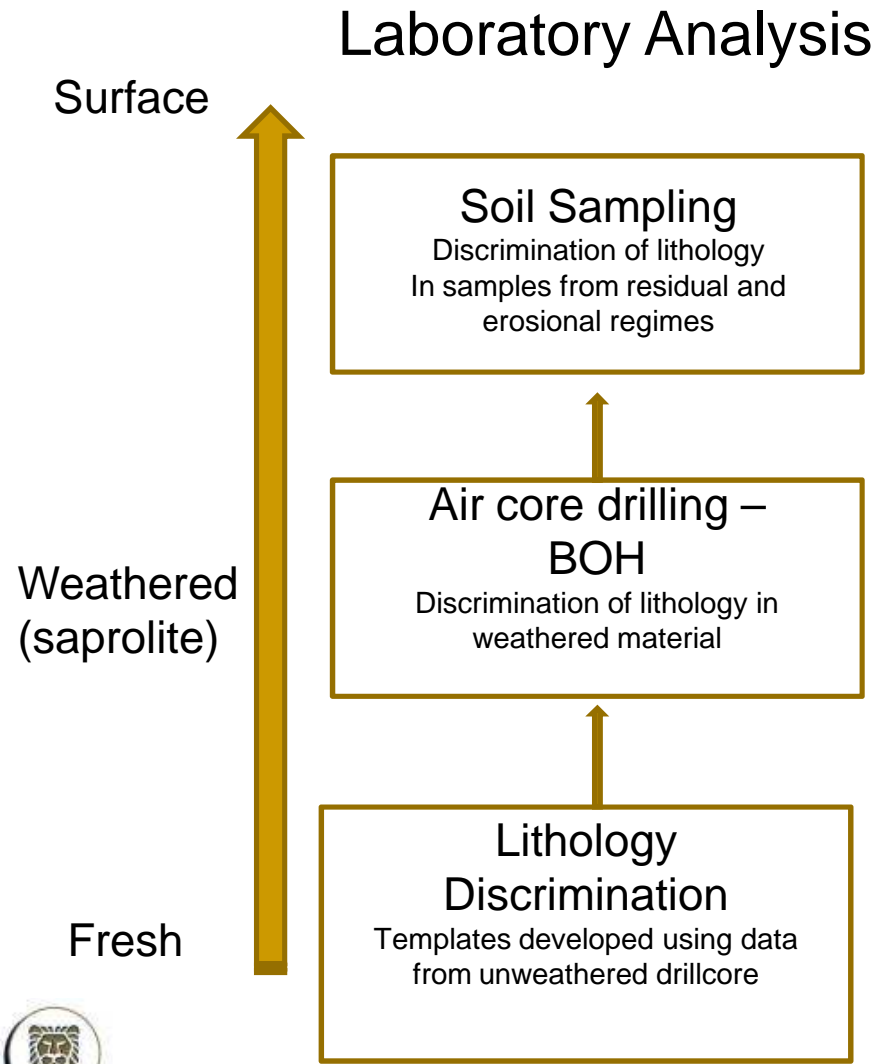 Laboratory Analysis
Surface
Soil Sampling
Discrimination of lithology
In samples from residual and
erosional regimes
Weathered
(saprolite)
Air core drilling –
BOH
Discrimination of lithology in
weathered material
Fresh
Lithology
Discrimination
Templates developed using data
from unweathered drillcore